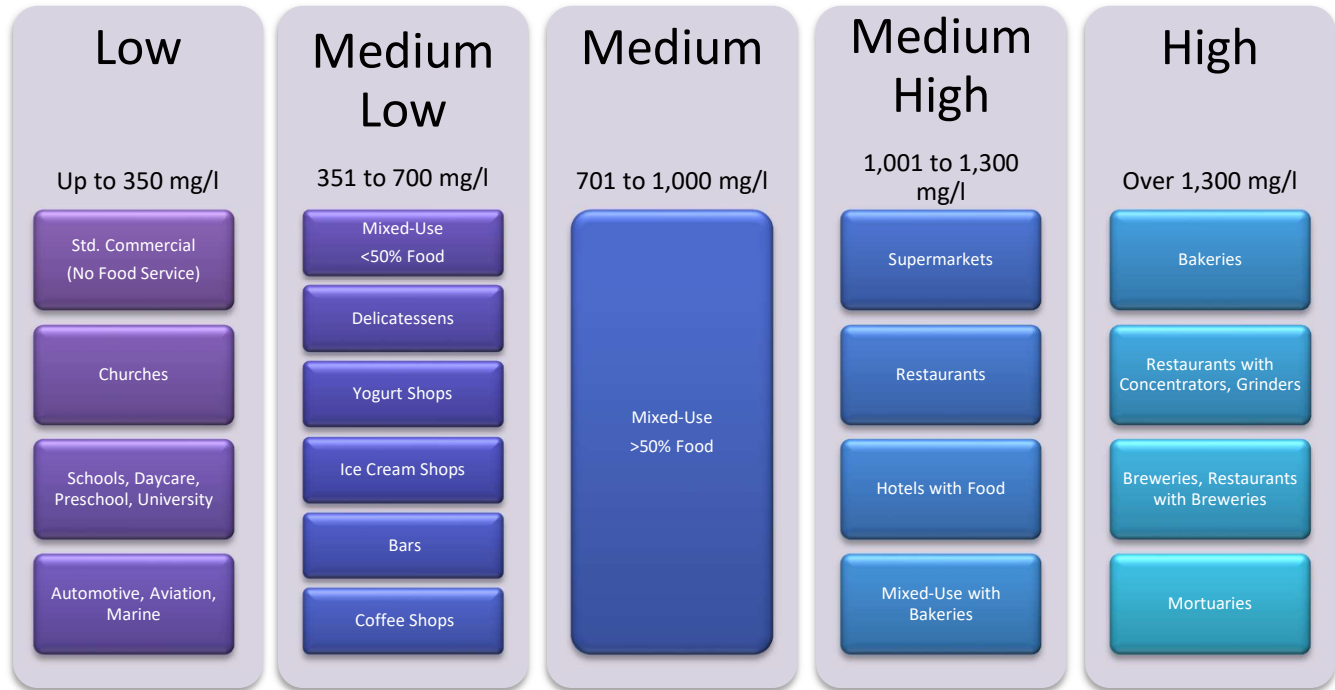 Low
Up to 350 mg/l
Std. Commercial
(No Food Service)
Churches
Schools, Daycare,
Preschool, University
Automotive, Aviation,
Marine
Medium
Low
351 to 700 mg/l
Mixed-Use
<50% Food
Delicatessens
Yogurt Shops
Ice Cream Shops
Bars
Coffee Shops
Medium
701 to 1,000 mg/l
Mixed-Use
>50% Food
Medium
High
1,001 to 1,300
mg/l
Supermarkets
Restaurants
Hotels with Food
Mixed-Use with
Bakeries
High
Over 1,300 mg/l
Bakeries
Restaurants with
Concentrators, Grinders
Breweries, Restaurants
with Breweries
Mortuaries